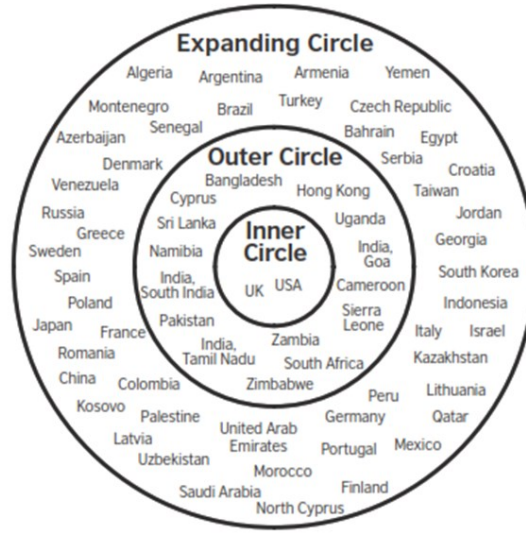 Expanding Circle
Algeria
Argentina
Armenia
Yemen
Montenegro
Brazil
Turkey
Czech Republic
Azerbaijan
Senegal
Bahrain
Egypt
Denmark
Outer Circle
Serbia
Croatia
Venezuela
Bangladesh
Hong Kong
Taiwan
Cyprus
Russia
Sri Lanka
Inner
Circle
Uganda
Jordan
Greece
Georgia
Sweden
Namibia
India,
Goa
Spain
India,
South India
UK
USA
Cameroon
South Korea
Poland
Pakistan
Sierra
Leone
Indonesia
Japan
France
India,
Tamil Nadu
Zambia
Italy
Israel
Romania
South Africa
Kazakhstan
China
Colombia
Zimbabwe
Peru
Lithuania
Kosovo
Palestine
United Arab
Emirates
Germany
Qatar
Latvia
Portugal
Mexico
Uzbekistan
Morocco
Saudi Arabia
Finland
North Cyprus